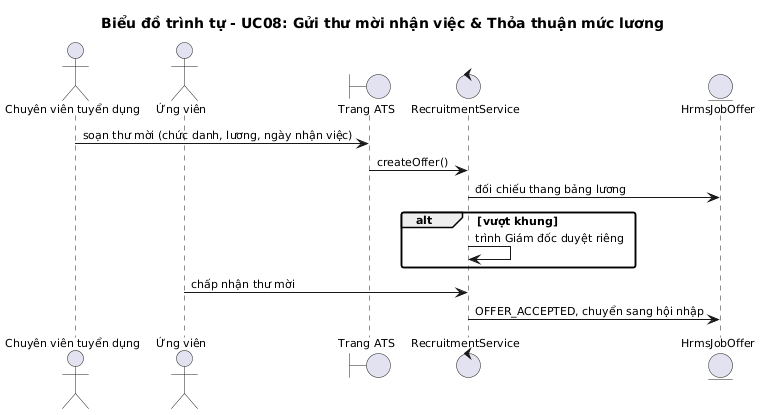 Biểu đồ trình tự - UC08: Gửi thư mời nhận việc & Thỏa thuận mức lương
Chuyên viên tuyển dụng
Ứng viên
Trang ATS
RecruitmentService
HrmsJobOffer
soạn thư mời (chức danh, lương, ngày nhận việc)
createOffer()
đối chiếu thang bảng lương
alt
[vượt khung]
trình Giám đốc duyệt riêng
chấp nhận thư mời
OFFER_ACCEPTED, chuyển sang hội nhập
Chuyên viên tuyển dụng
Ứng viên
Trang ATS
RecruitmentService
HrmsJobOffer